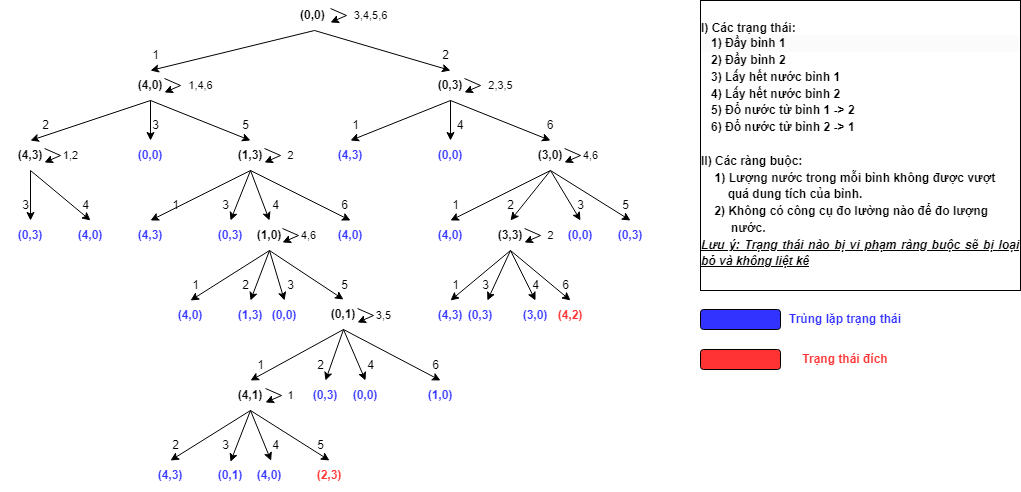 (0,0) 3,4,5,6
1 2
(4,0) 1,4,6 (0,3) 2,3,5
2 3 5 1 4 6
(4,3) 1,2 (0,0) (1,3) 2 (4,3) (0,0) (3,0) 4,6
3 4 1 3 4 6 1 2 3 5
(0,3) (4,0) (4,3) (0,3) (1,0) 4,6 (4,0) (4,0) (3,3) 2 (0,0) (0,3)
1 2 3 5 1 3 4 6
(4,0) (1,3) (0,0) (0,1) 3,5 (4,3) (0,3) (3,0) (4,2)
1 2 4 6
(4,1) 1 (0,3) (0,0) (1,0)
2 3 4 5
(4,3) (0,1) (4,0) (2,3)
I) Các trạng thái:
1) Đầy bình 1
2) Đầy bình 2
3) Lấy hết nước bình 1
4) Lấy hết nước bình 2
5) Đổ nước từ bình 1 -> 2
6) Đổ nước từ bình 2 -> 1
II) Các ràng buộc:
1) Lượng nước trong mỗi bình không được vượt
quá dung tích của bình.
2) Không có công cụ đo lường nào để đo lượng
nước.
Lưu ý: Trạng thái nào bị vi phạm ràng buộc sẽ bị loại
bỏ và không liệt kê
Trùng lặp trạng thái
Trạng thái đích